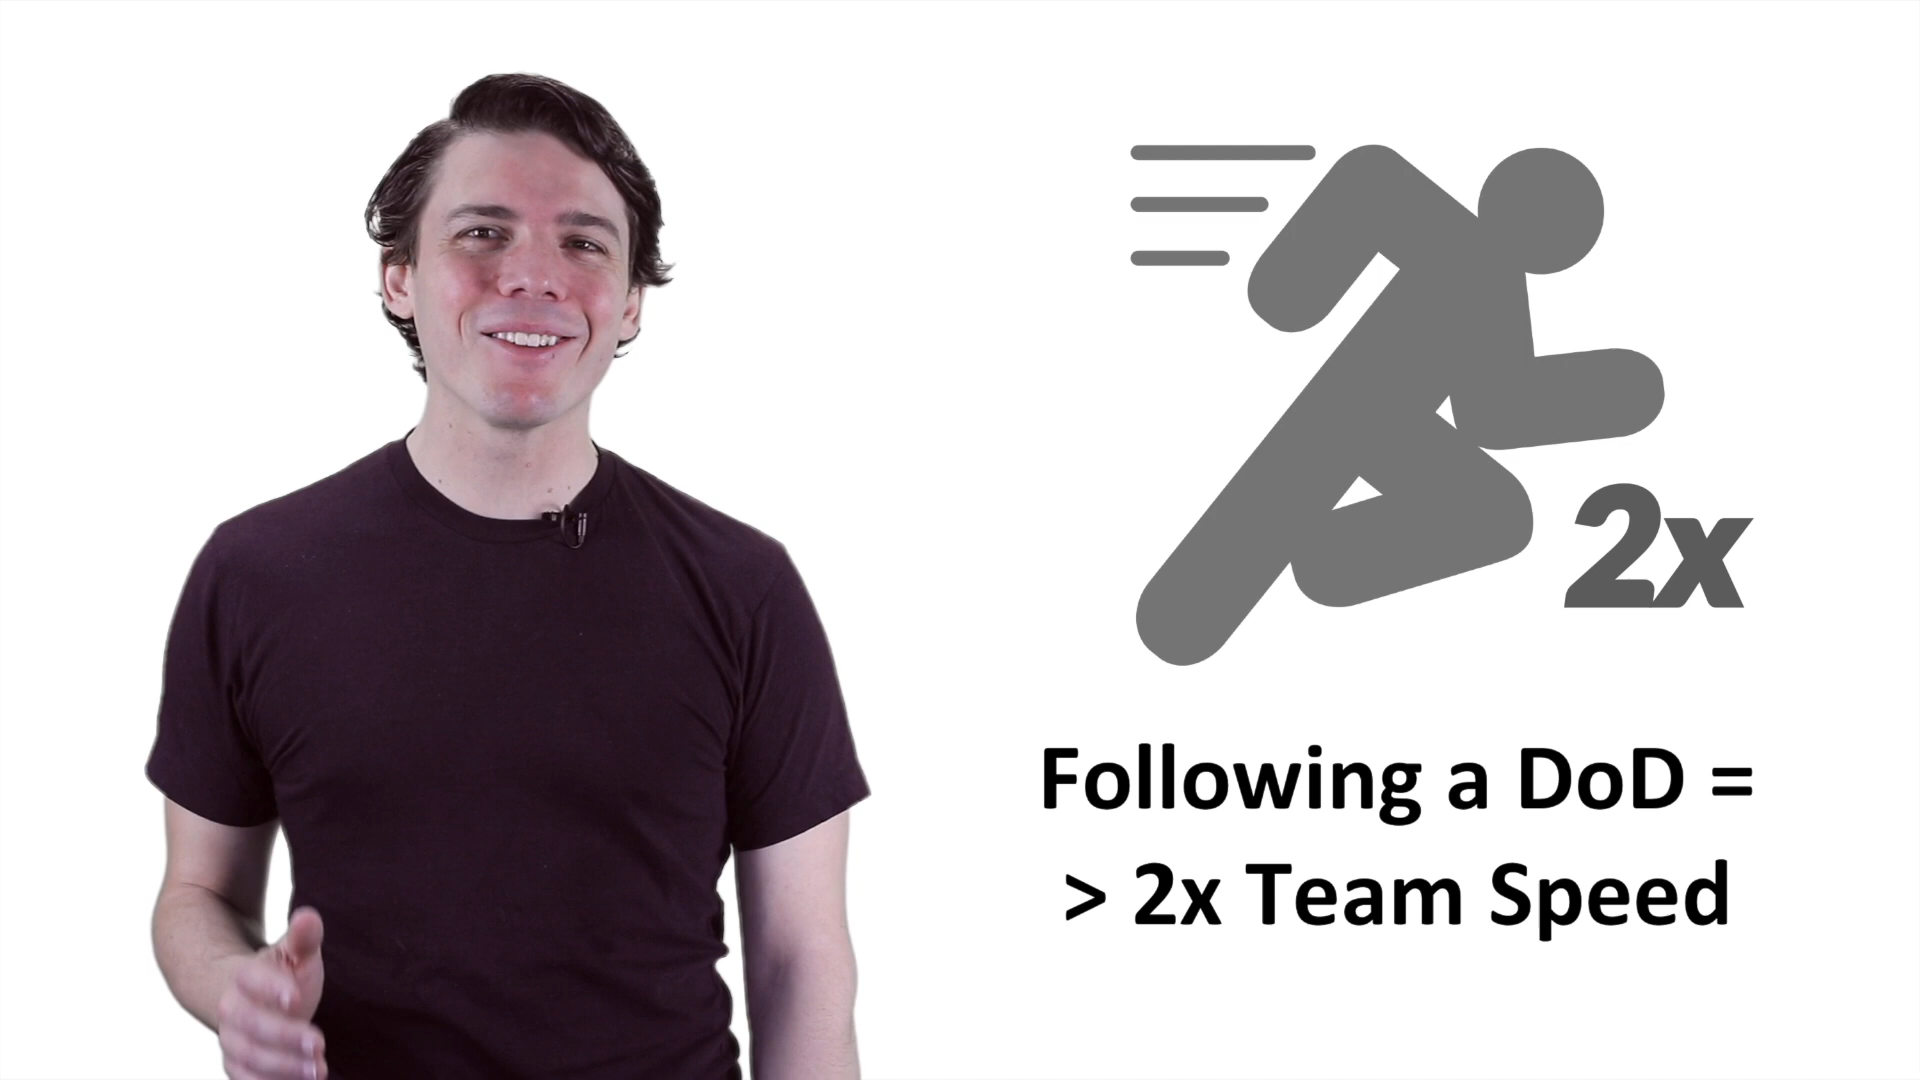 2x
Following a DoD =
> 2x Team Speed